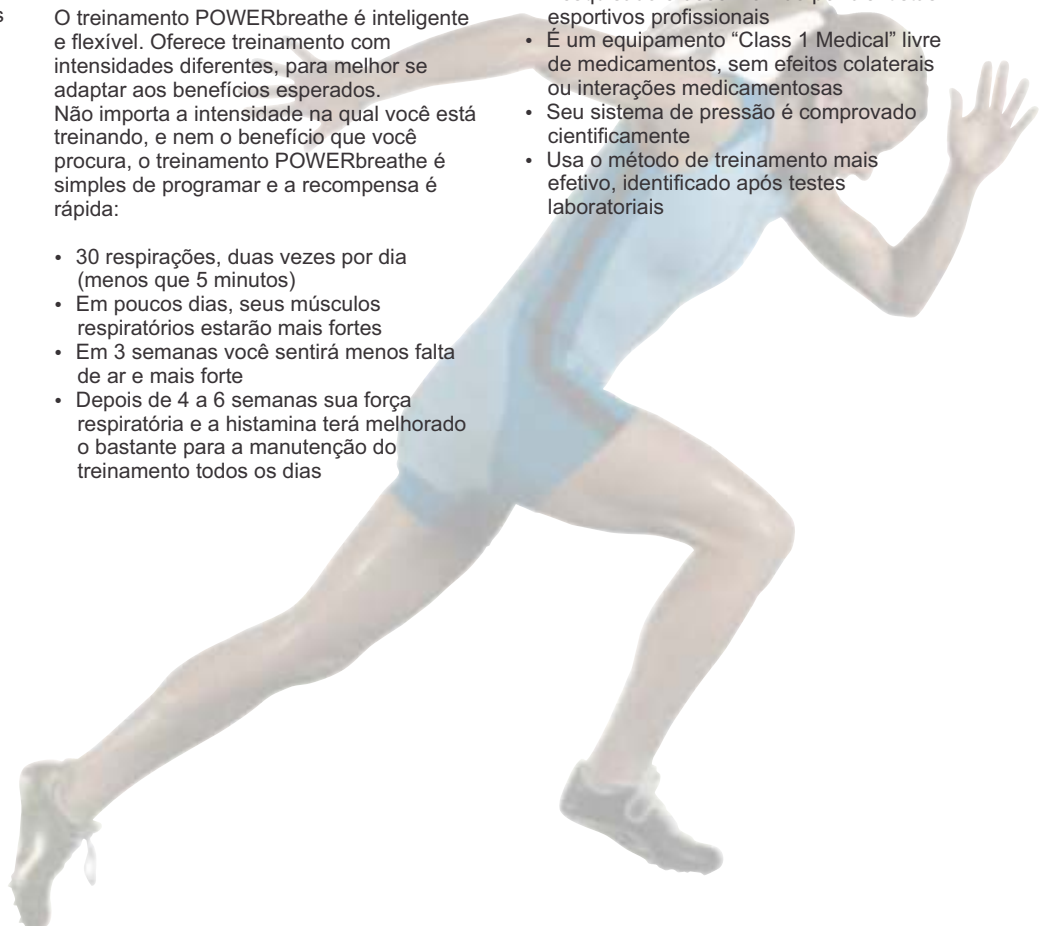 s
O treinamento POWERbreathe é inteligente
e flexível. Oferece treinamento com
intensidades diferentes, para melhor se
adaptar aos benefícios esperados.
Não importa a intensidade na qual você está
treinando, e nem o benefício que você
procura, o treinamento POWERbreathe é
simples de programar e a recompensa é
rápida:
• 30 respirações, duas vezes por dia
(menos que 5 minutos)
• Em poucos dias, seus músculos
respiratórios estarão mais fortes
• Em 3 semanas você sentirá menos falta
de ar e mais forte
• Depois de 4 a 6 semanas sua força
respiratória e a histamina terá melhorado
o bastante para a manutenção do
treinamento todos os dias
esportivos profissionais
• É um equipamento “Class 1 Medical” livre
de medicamentos, sem efeitos colaterais
ou interações medicamentosas
• Seu sistema de pressão é comprovado
cientificamente
• Usa o método de treinamento mais
efetivo, identificado após testes
laboratoriais